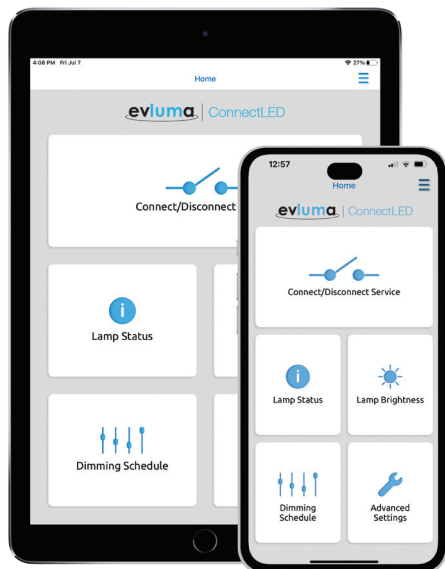 4:08 PM Fri Jul 7
27%
Home
evluma | ConnectLED
Connect/Disconnect
Lamp Status
Dimming Schedule
12:57
Home
evluma | ConnectLED
Connect/Disconnect Service
Lamp Status
Lamp Brightness
Dimming
Schedule
Advanced
Settings